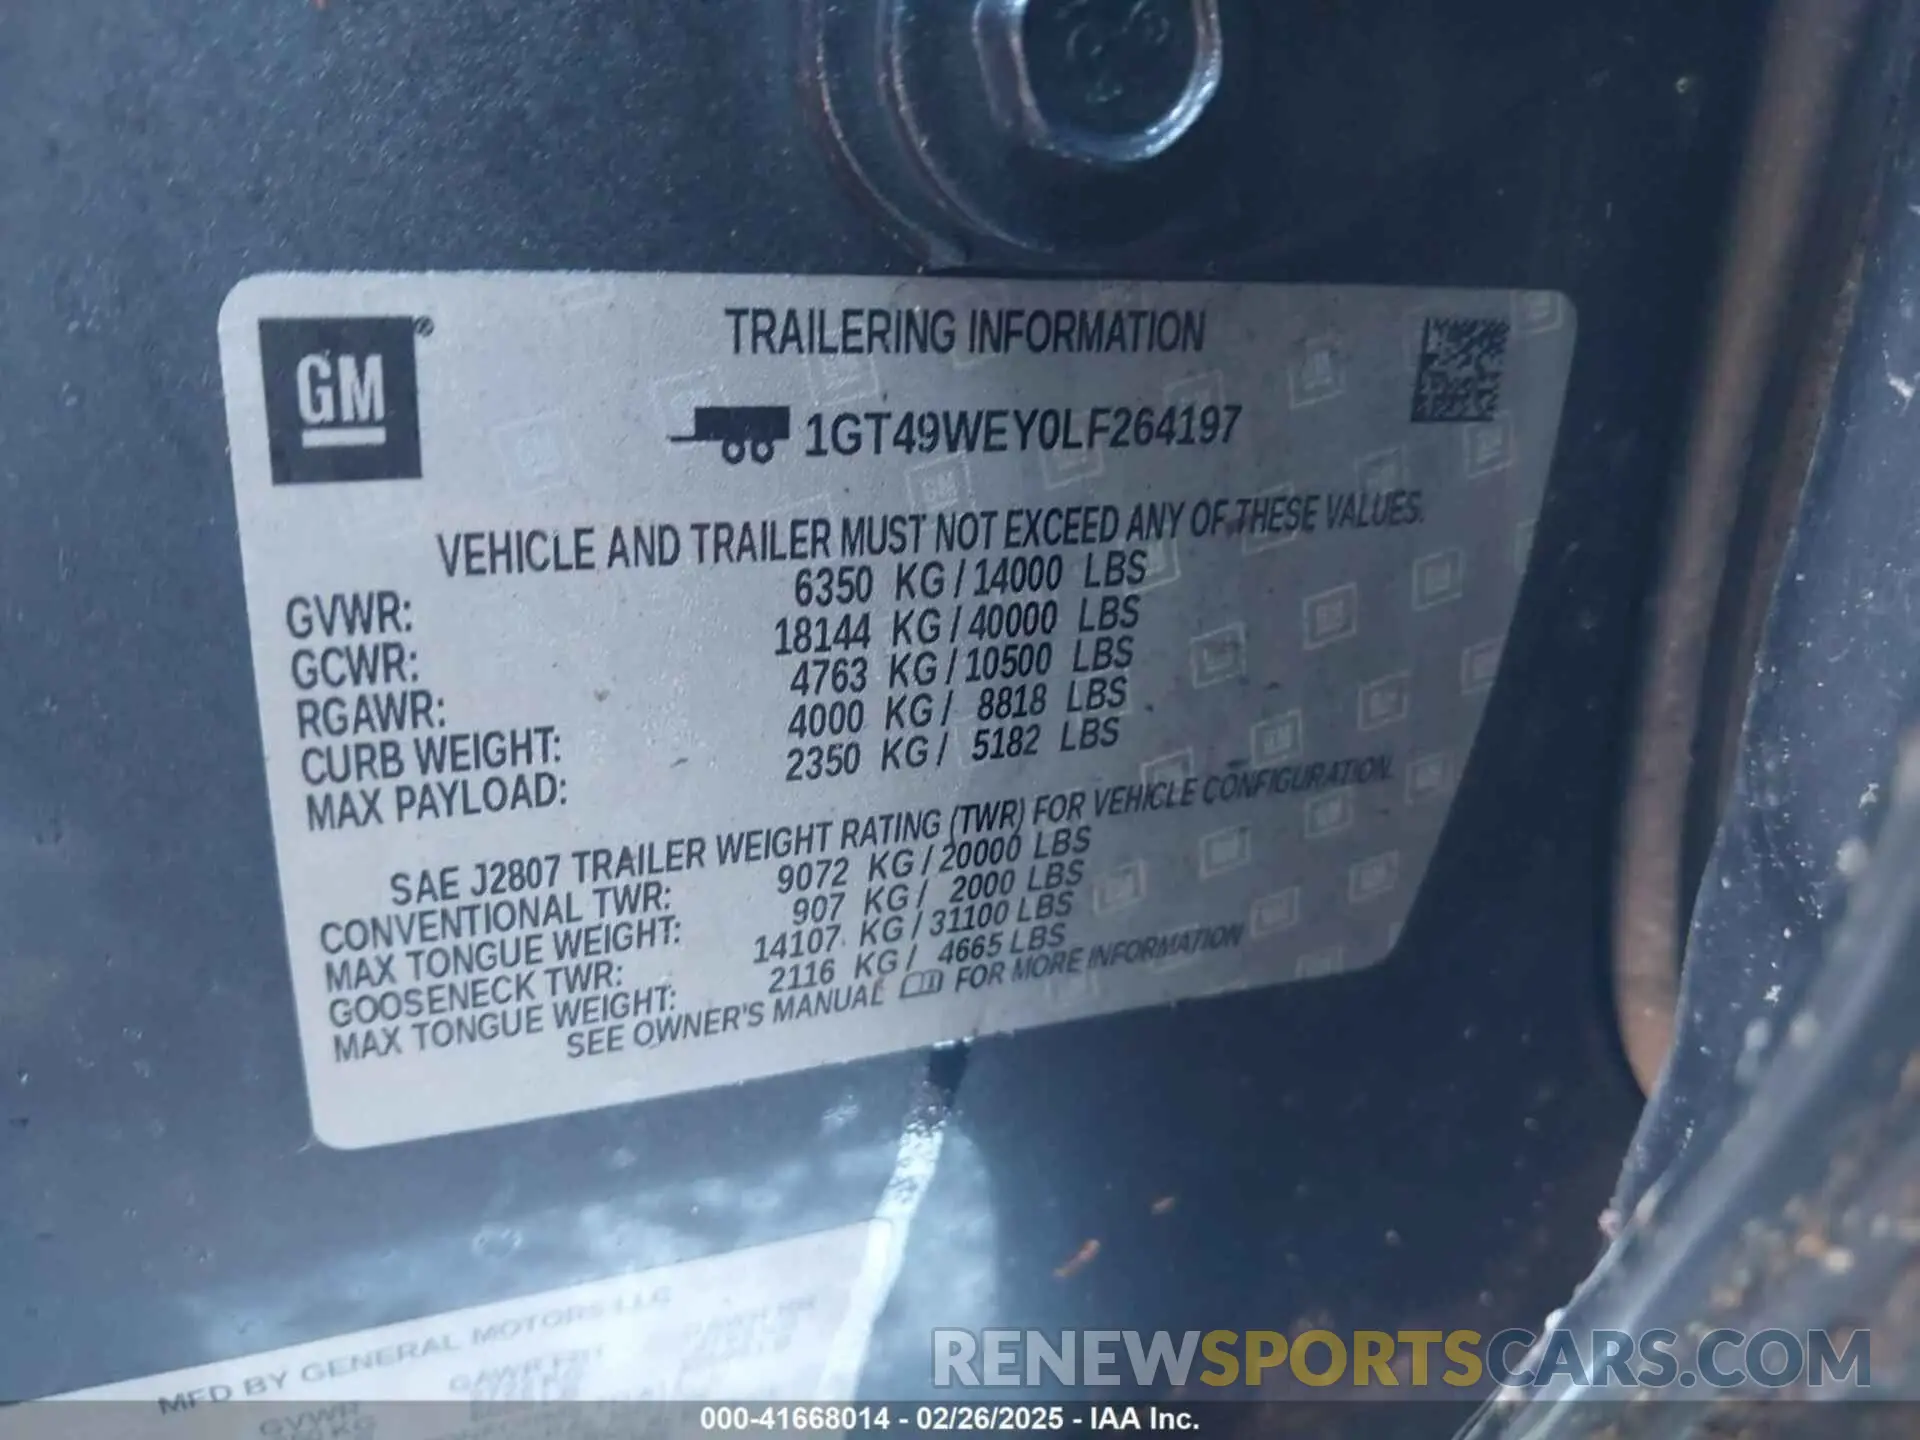 GM®
TRAILERING INFORMATION
1GT49WEY0LF264197
VEHICLE AND TRAILER MUST NOT EXCEED ANY OF THESE VALUES.
GVWR: 6350 KG / 14000 LBS
GCWR: 18144 KG / 40000 LBS
RGAWR: 4763 KG / 10500 LBS
CURB WEIGHT: 4000 KG / 8818 LBS
MAX PAYLOAD: 2350 KG / 5182 LBS
SAE J2807 TRAILER WEIGHT RATING (TWR) FOR VEHICLE CONFIGURATION.
CONVENTIONAL TWR: 9072 KG / 20000 LBS
MAX TONGUE WEIGHT: 907 KG / 2000 LBS
GOOSENECK TWR: 14107 KG / 31100 LBS
MAX TONGUE WEIGHT: 2116 KG / 4665 LBS
SEE OWNER'S MANUAL FOR MORE INFORMATION
MFD BY GENERAL MOTORS LLC
GVWR GAWR FRT GAWR RR
RENEWSPORTSCARS.COM
000-41668014 - 02/26/2025 - IAA Inc.